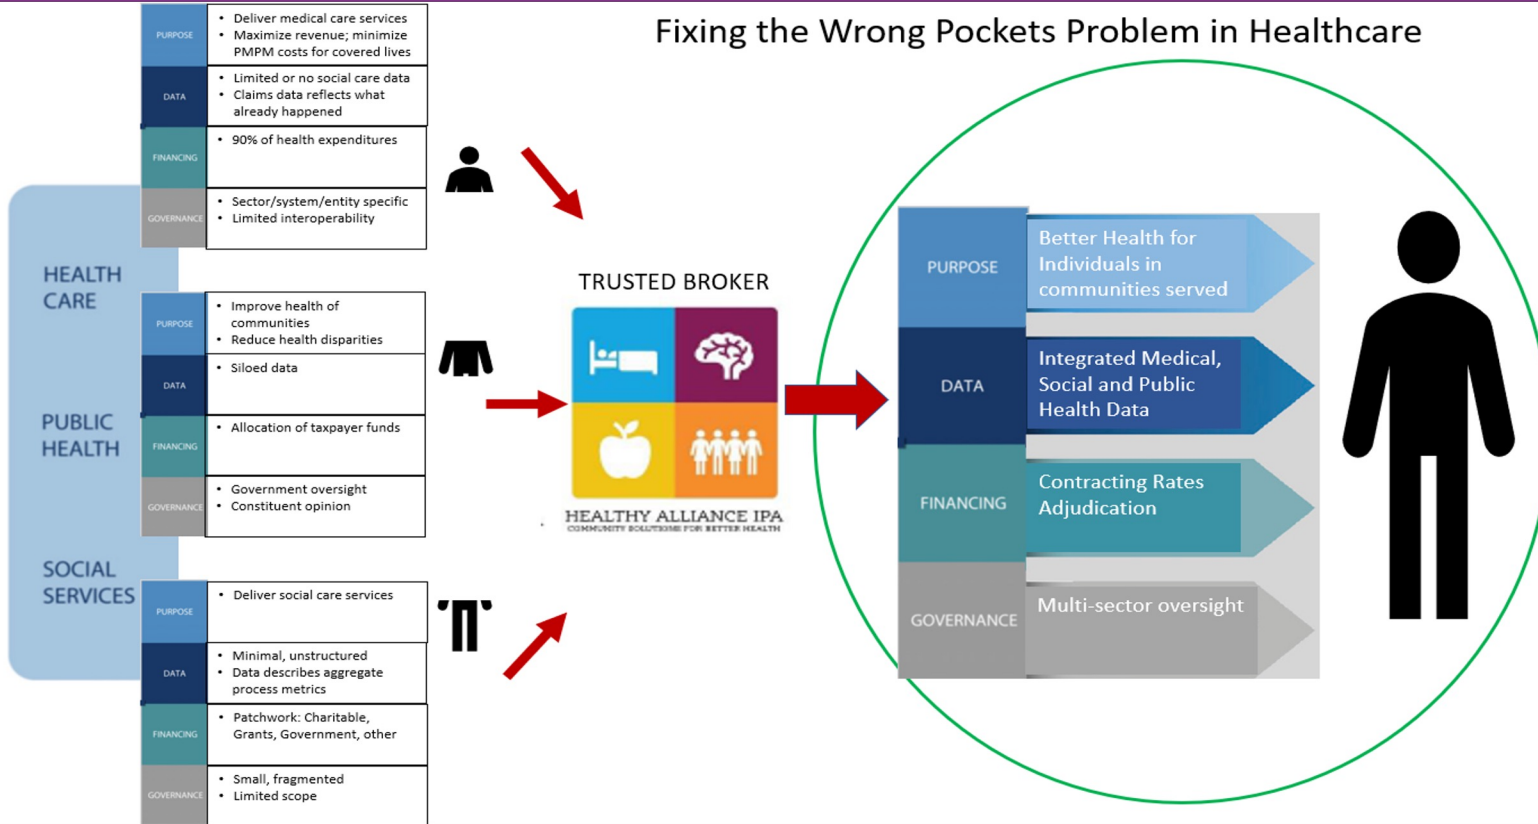 Fixing the Wrong Pockets Problem in Healthcare
HEALTH
CARE
PUBLIC
HEALTH
SOCIAL
SERVICES
PURPOSE
• Deliver medical care services
• Maximize revenue; minimize
PMPM costs for covered lives
DATA
• Limited or no social care data
• Claims data reflects what
already happened
FINANCING
• 90% of health expenditures
GOVERNANCE
• Sector/system/entity specific
• Limited interoperability
PURPOSE
• Improve health of
communities
• Reduce health disparities
DATA
• Siloed data
FINANCING
• Allocation of taxpayer funds
GOVERNANCE
• Government oversight
• Constituent opinion
PURPOSE
• Deliver social care services
DATA
• Minimal, unstructured
• Data describes aggregate
process metrics
FINANCING
• Patchwork: Charitable,
Grants, Government, other
GOVERNANCE
• Small, fragmented
• Limited scope
TRUSTED BROKER
HEALTHY ALLIANCE IPA
COMMUNITY SOLUTIONS FOR BETTER HEALTH
PURPOSE
Better Health for
Individuals in
communities served
DATA
Integrated Medical,
Social and Public
Health Data
FINANCING
Contracting Rates
Adjudication
GOVERNANCE
Multi-sector oversight